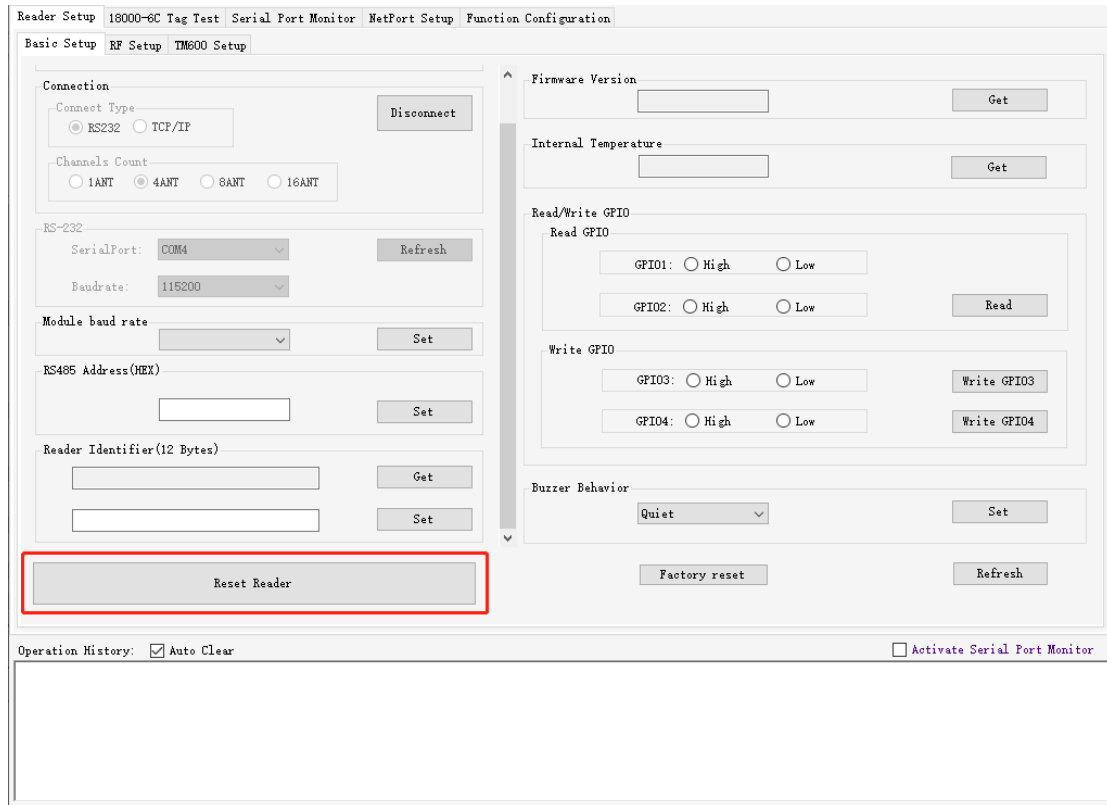 Reader Setup 18000-6C Tag Test Serial Port Monitor NetPort Setup Function Configuration
Basic Setup RF Setup TM600 Setup
Connection
Connect Type
RS232 TCP/IP
Disconnect
Channels Count
1ANT 4ANT 8ANT 16ANT
RS-232
SerialPort: COM4 Refresh
Baudrate: 115200
Module baud rate
Set
RS485 Address(HEX)
Set
Reader Identifier(12 Bytes)
Get
Set
Reset Reader
Firmware Version
Get
Internal Temperature
Get
Read/Write GPIO
Read GPIO
GPIO1: High Low
GPIO2: High Low Read
Write GPIO
GPIO3: High Low Write GPIO3
GPIO4: High Low Write GPIO4
Buzzer Behavior
Quiet Set
Factory reset Refresh
Operation History: Auto Clear Activate Serial Port Monitor